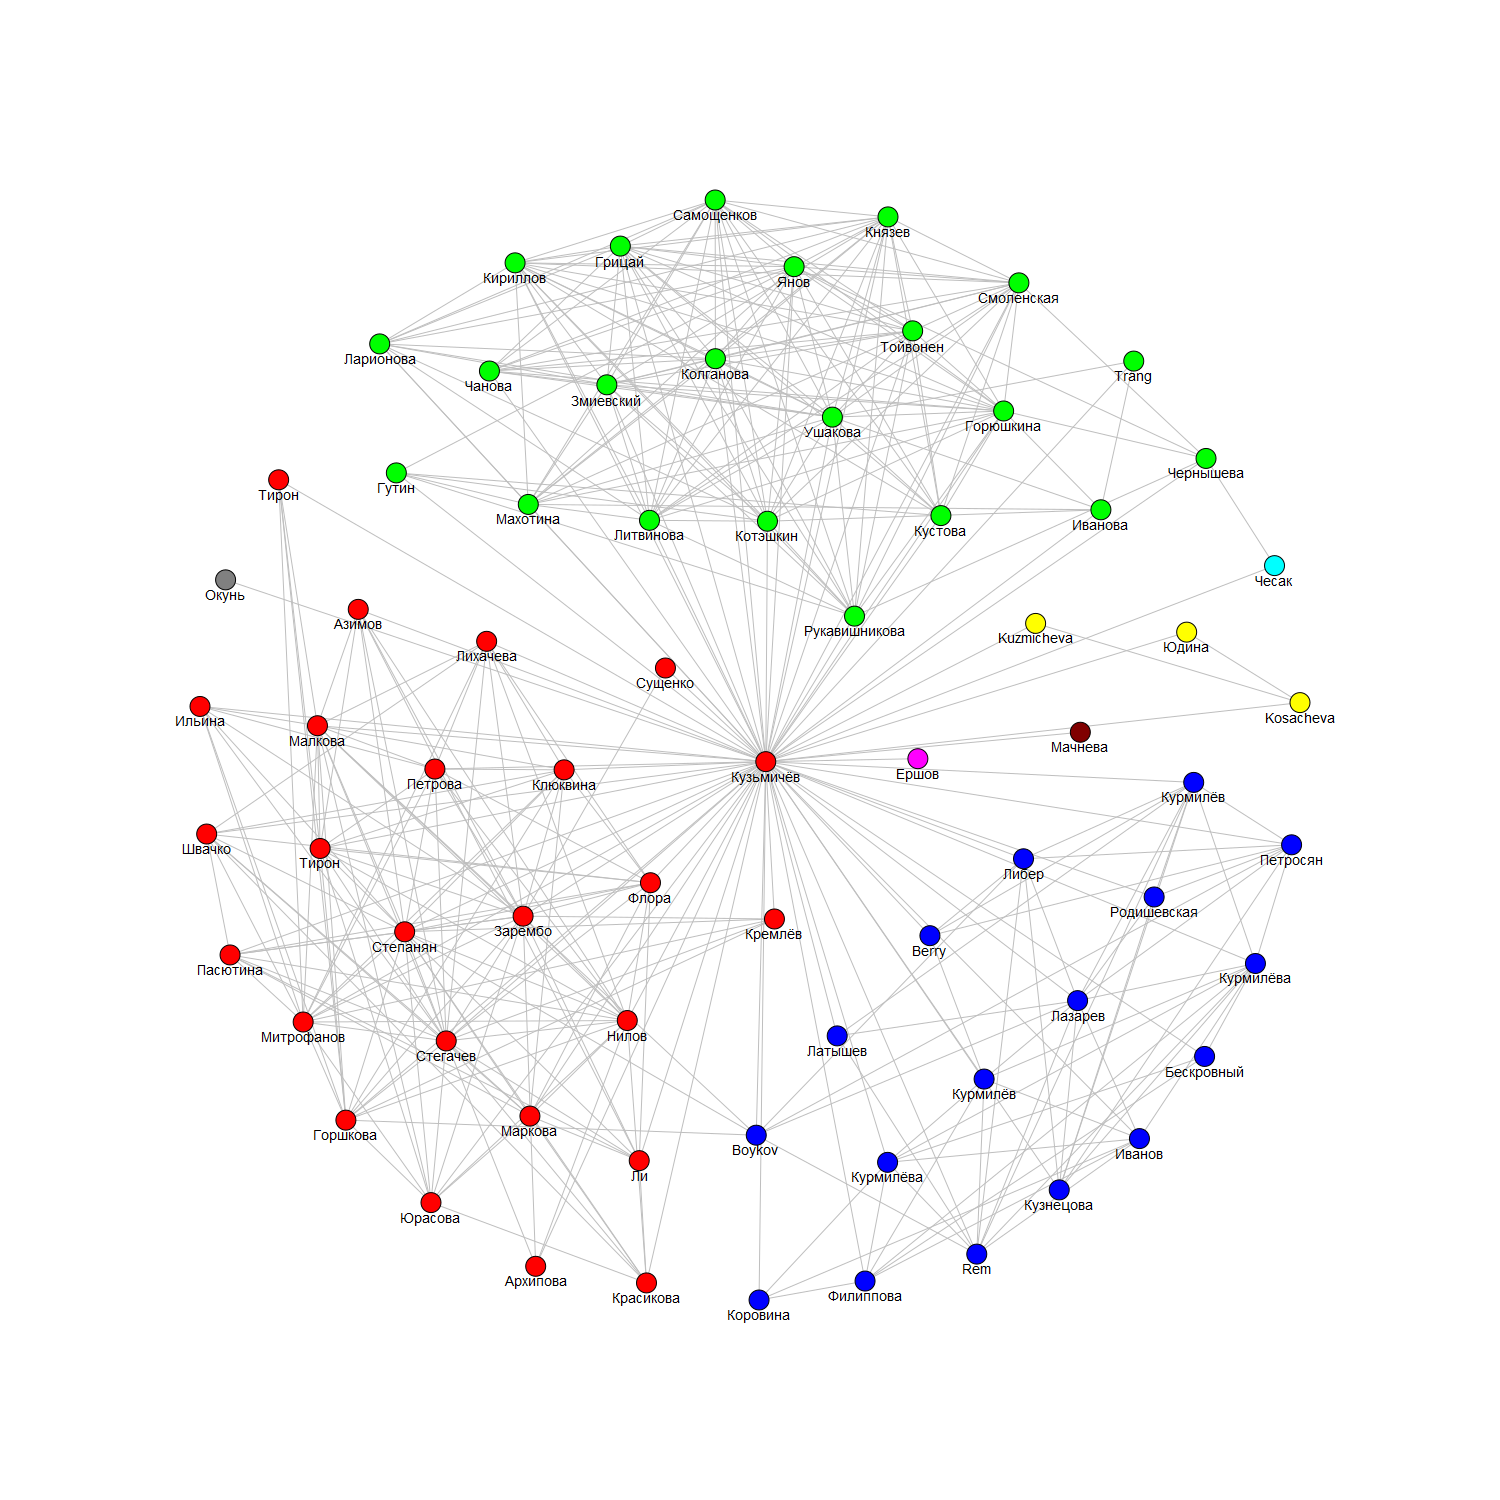 Самощенков
Князев
Грицай
Кириллов
Янов
Смоленская
Тойвонен
Ларионова
Колганова
Trang
Чанова
Змиевский
Ушакова
Горюшкина
Чернышева
Гутин
Тирон
Махотина
Иванова
Литвинова
Котэшкин
Кустова
Чесак
Окунь
Азимов
Рукавишникова
Kuzmicheva
Юдина
Лихачева
Сущенко
Ильина
Kosacheva
Малкова
Мачнева
Ершов
Кузьмичёв
Петрова
Клюквина
Курмилёв
Швачко
Тирон
Петросян
Либер
Флора
Родишевская
Зарембо
Кремлёв
Степанян
Berry
Пасютина
Курмилёва
Лазарев
Митрофанов
Нилов
Латышев
Стегачев
Бескровный
Курмилёв
Горшкова
Маркова
Boykov
Иванов
Ли
Курмилёва
Кузнецова
Юрасова
Rem
Архипова
Красикова
Филиппова
Коровина